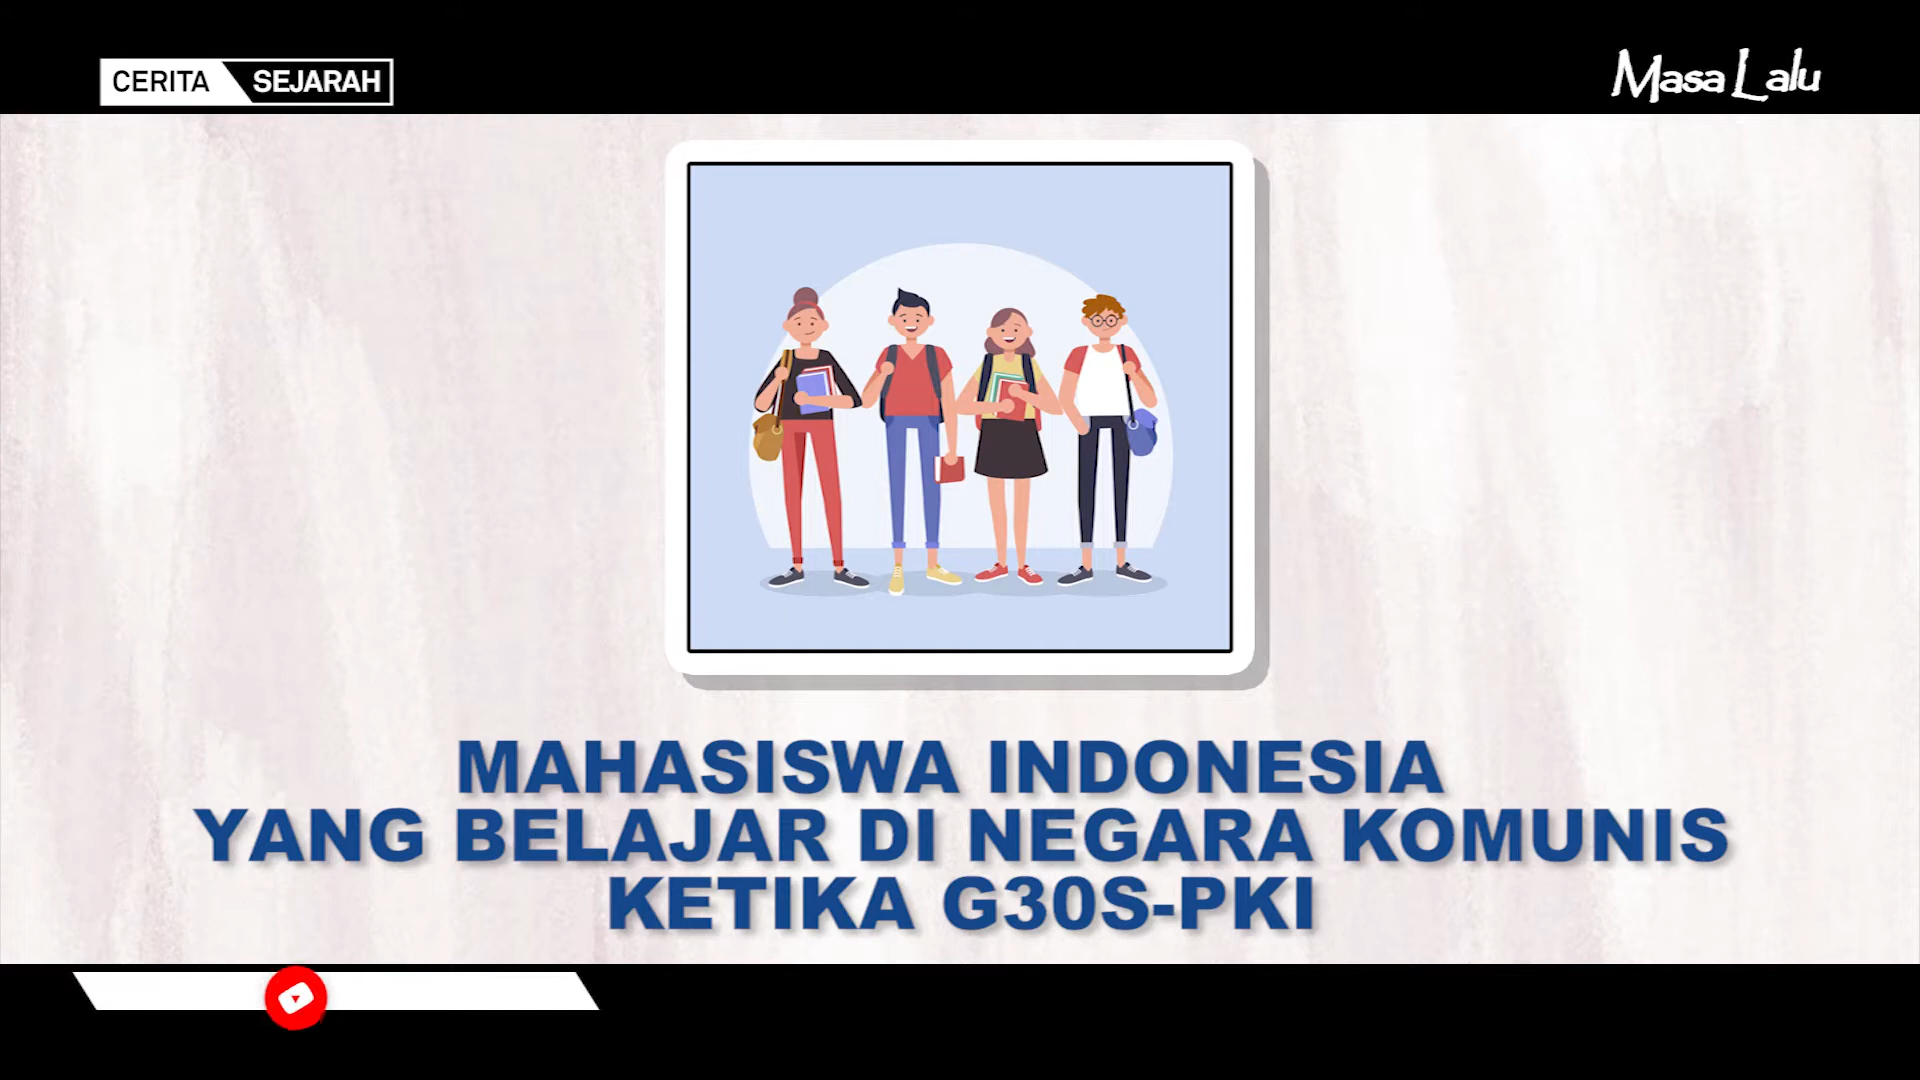 CERITA SEJARAH
Masa Lalu
MAHASISWA INDONESIA
YANG BELAJAR DI NEGARA KOMUNIS
KETIKA G30S-PKI